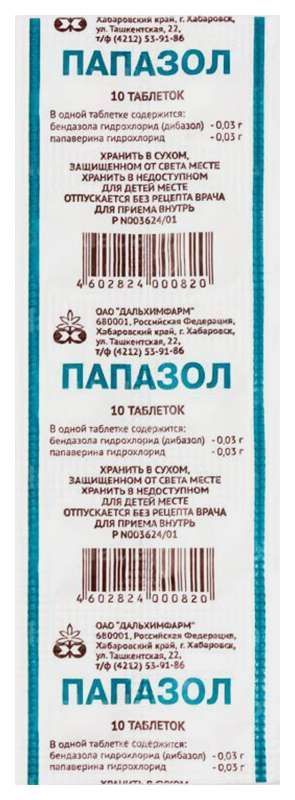 Хабаровский край, г. Хабаровск,
ул. Ташкентская, 22,
т/ф (4212) 53-91-86
ПАПАЗОЛ
10 ТАБЛЕТОК
В одной таблетке содержится:
бендазола гидрохлорид (дибазол) - 0,03 г
папаверина гидрохлорид - 0,03 г
ХРАНИТЬ В СУХОМ,
ЗАЩИЩЕННОМ ОТ СВЕТА МЕСТЕ
ХРАНИТЬ В НЕДОСТУПНОМ
ДЛЯ ДЕТЕЙ МЕСТЕ
ОТПУСКАЕТСЯ БЕЗ РЕЦЕПТА ВРАЧА
ДЛЯ ПРИЕМА ВНУТРЬ
Р N003624/01
4 602824 000820
ОАО "ДАЛЬХИМФАРМ"
680001, Российская Федерация,
Хабаровский край, г. Хабаровск,
ул. Ташкентская, 22,
т/ф (4212) 53-91-86
ПАПАЗОЛ
10 ТАБЛЕТОК
В одной таблетке содержится:
бендазола гидрохлорид (дибазол) - 0,03 г
папаверина гидрохлорид - 0,03 г
ХРАНИТЬ В СУХОМ,
ЗАЩИЩЕННОМ ОТ СВЕТА МЕСТЕ
ХРАНИТЬ В НЕДОСТУПНОМ
ДЛЯ ДЕТЕЙ МЕСТЕ
ОТПУСКАЕТСЯ БЕЗ РЕЦЕПТА ВРАЧА
ДЛЯ ПРИЕМА ВНУТРЬ
Р N003624/01
4 602824 000820
ОАО "ДАЛЬХИМФАРМ"
680001, Российская Федерация,
Хабаровский край, г. Хабаровск,
ул. Ташкентская, 22,
т/ф (4212) 53-91-86
ПАПАЗОЛ
10 ТАБЛЕТОК
В одной таблетке содержится:
бендазола гидрохлорид (дибазол) - 0,03 г
папаверина гидрохлорид - 0,03 г
ХРАНИТЬ В СУХОМ,